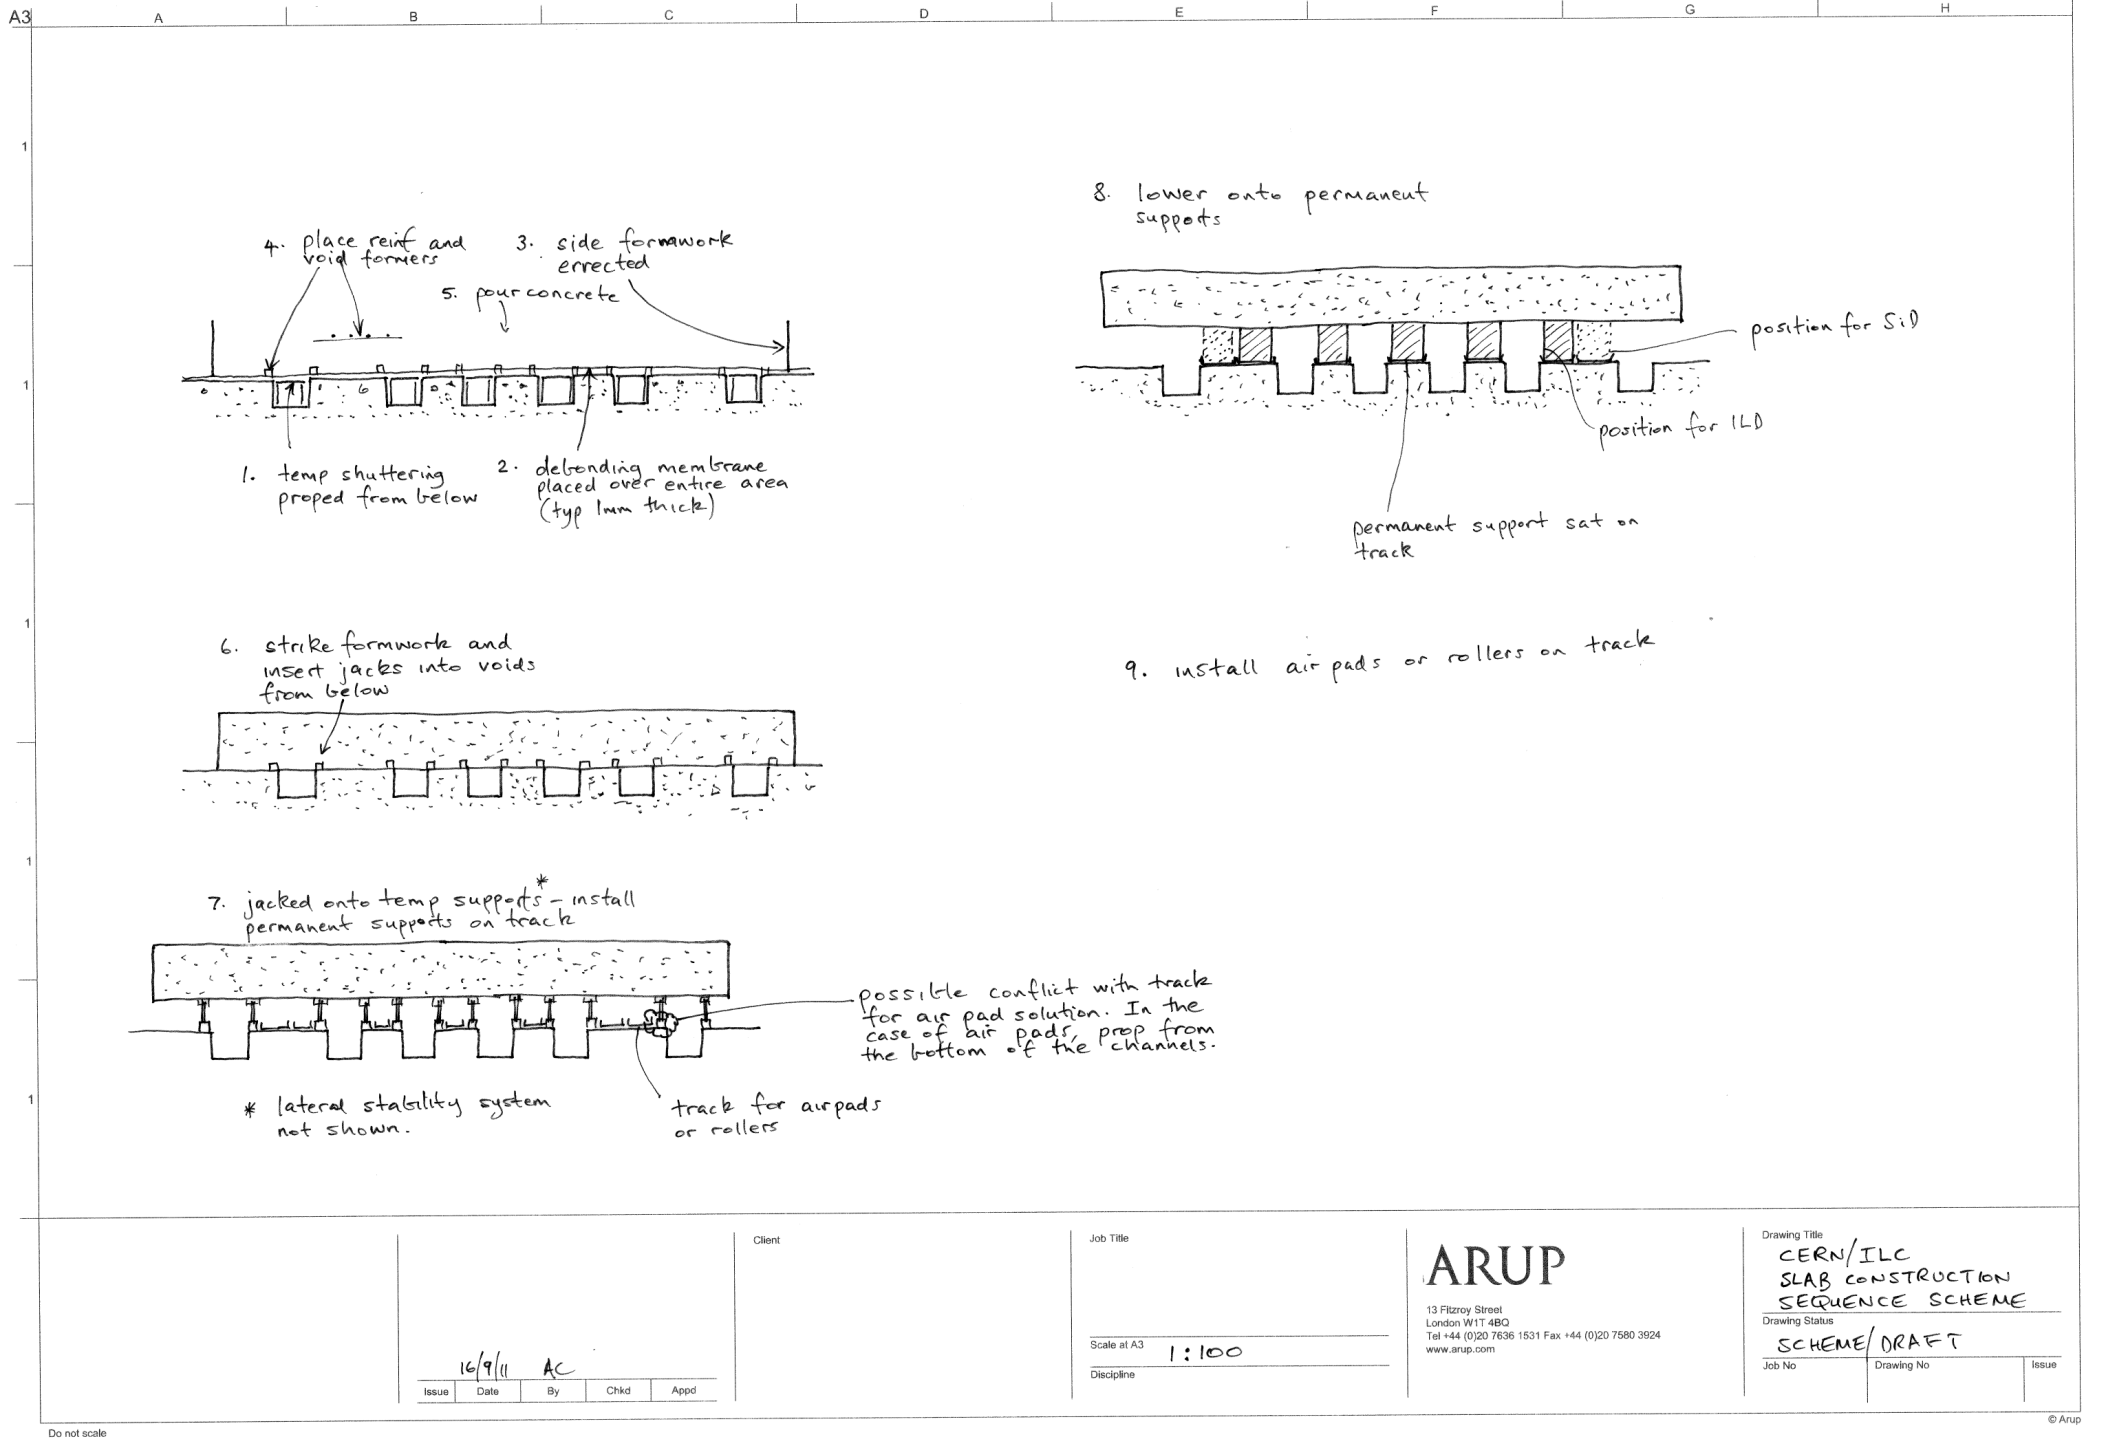 A3
A
B
C
D
E
F
G
H
1
1
1
1
1
4. place reinf and
void formers
3. side formwork
errected
5. pour concrete
1. temp shuttering
proped from below
2. debonding membrane
placed over entire area
(typ 1mm thick)
6. strike formwork and
insert jacks into voids
from below
7. jacked onto temp supports* - install
permanent supports on track
possible conflict with track
for air pad solution. In the
case of air pads, prop from
the bottom of the channels.
* lateral stability system
not shown.
track for airpads
or rollers
8. lower onto permanent
supports
position for SiD
position for ILD
permanent support sat on
track
9. install air pads or rollers on track
16/9/11 AC
Issue Date By Chkd Appd
Client
Job Title
Scale at A3 1:100
Discipline
ARUP
13 Fitzroy Street
London W1T 4BQ
Tel +44 (0)20 7636 1531 Fax +44 (0)20 7580 3924
www.arup.com
Drawing Title
CERN/ILC
SLAB CONSTRUCTION
SEQUENCE SCHEME
Drawing Status
SCHEME/DRAFT
Job No Drawing No Issue
Do not scale
© Arup